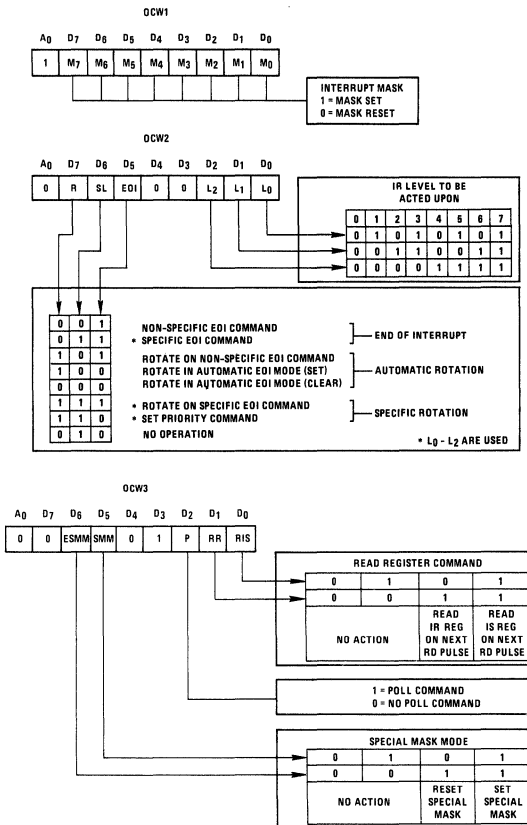 OCW1
A0 D7 D6 D5 D4 D3 D2 D1 D0
1 M7 M6 M5 M4 M3 M2 M1 M0
INTERRUPT MASK
1 = MASK SET
0 = MASK RESET
OCW2
A0 D7 D6 D5 D4 D3 D2 D1 D0
0 R SL EOI 0 0 L2 L1 L0
IR LEVEL TO BE
ACTED UPON
0 1 2 3 4 5 6 7
0 1 0 1 0 1 0 1
0 0 1 1 0 0 1 1
0 0 0 0 1 1 1 1
0 0 1 NON-SPECIFIC EOI COMMAND
0 1 1 * SPECIFIC EOI COMMAND
END OF INTERRUPT
1 0 1 ROTATE ON NON-SPECIFIC EOI COMMAND
1 0 0 ROTATE IN AUTOMATIC EOI MODE (SET)
0 0 0 ROTATE IN AUTOMATIC EOI MODE (CLEAR)
AUTOMATIC ROTATION
1 1 1 * ROTATE ON SPECIFIC EOI COMMAND
1 1 0 * SET PRIORITY COMMAND
SPECIFIC ROTATION
0 1 0 NO OPERATION
* L0 - L2 ARE USED
OCW3
A0 D7 D6 D5 D4 D3 D2 D1 D0
0 0 ESMM SMM 0 1 P RR RIS
READ REGISTER COMMAND
0 1 0 1
0 0 1 1
NO ACTION
READ
IR REG
ON NEXT
RD PULSE
READ
IS REG
ON NEXT
RD PULSE
1 = POLL COMMAND
0 = NO POLL COMMAND
SPECIAL MASK MODE
0 1 0 1
0 0 1 1
NO ACTION
RESET
SPECIAL
MASK
SET
SPECIAL
MASK